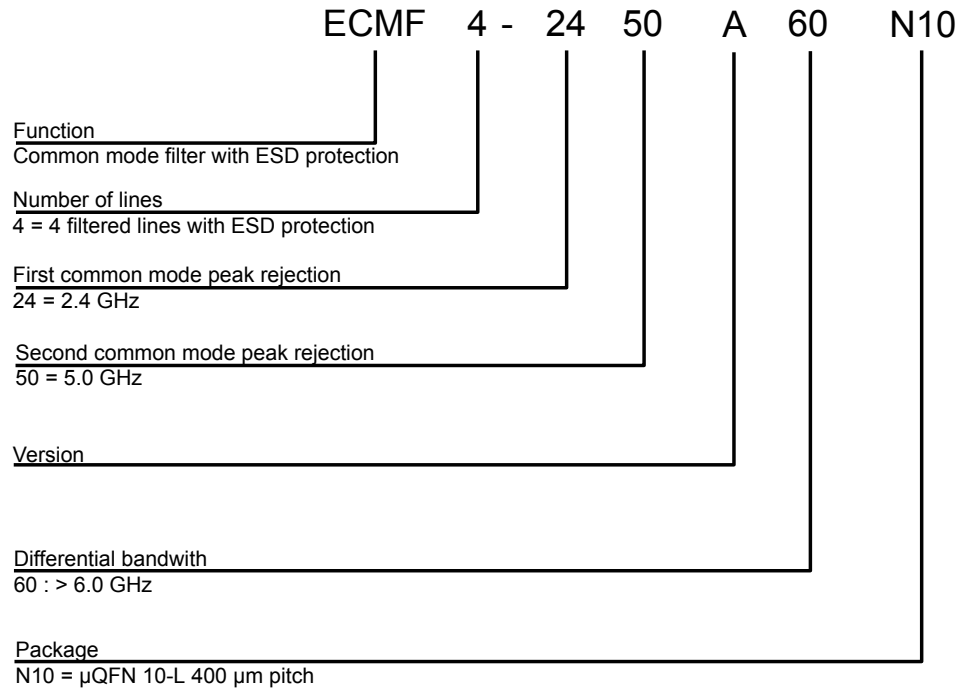 ECMF 4 - 24 50 A 60 N10
Function
Common mode filter with ESD protection
Number of lines
4 = 4 filtered lines with ESD protection
First common mode peak rejection
24 = 2.4 GHz
Second common mode peak rejection
50 = 5.0 GHz
Version
Differential bandwith
60 : > 6.0 GHz
Package
N10 = µQFN 10-L 400 µm pitch